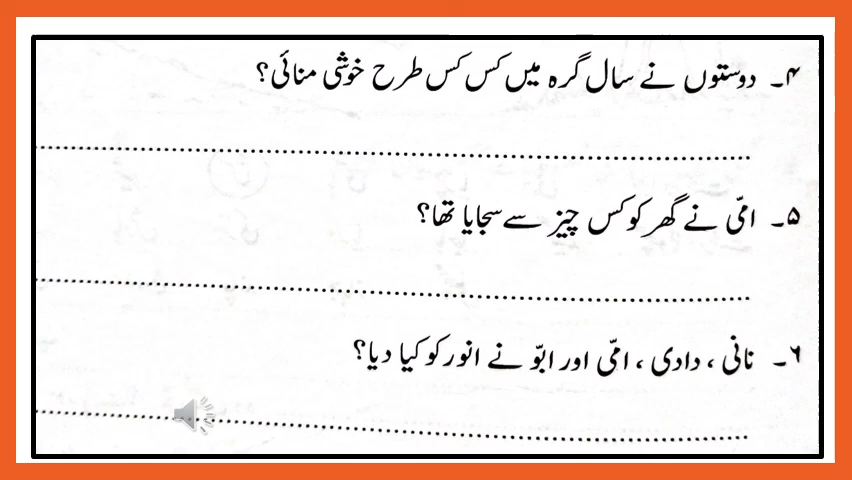 ۴۔ دوستوں نے سال گرہ میں کس کس طرح خوشی منائی؟
۵۔ امّی نے گھر کو کس چیز سے سجایا تھا؟
۶۔ نانی ، دادی ، امّی اور ابّو نے انور کو کیا دیا؟